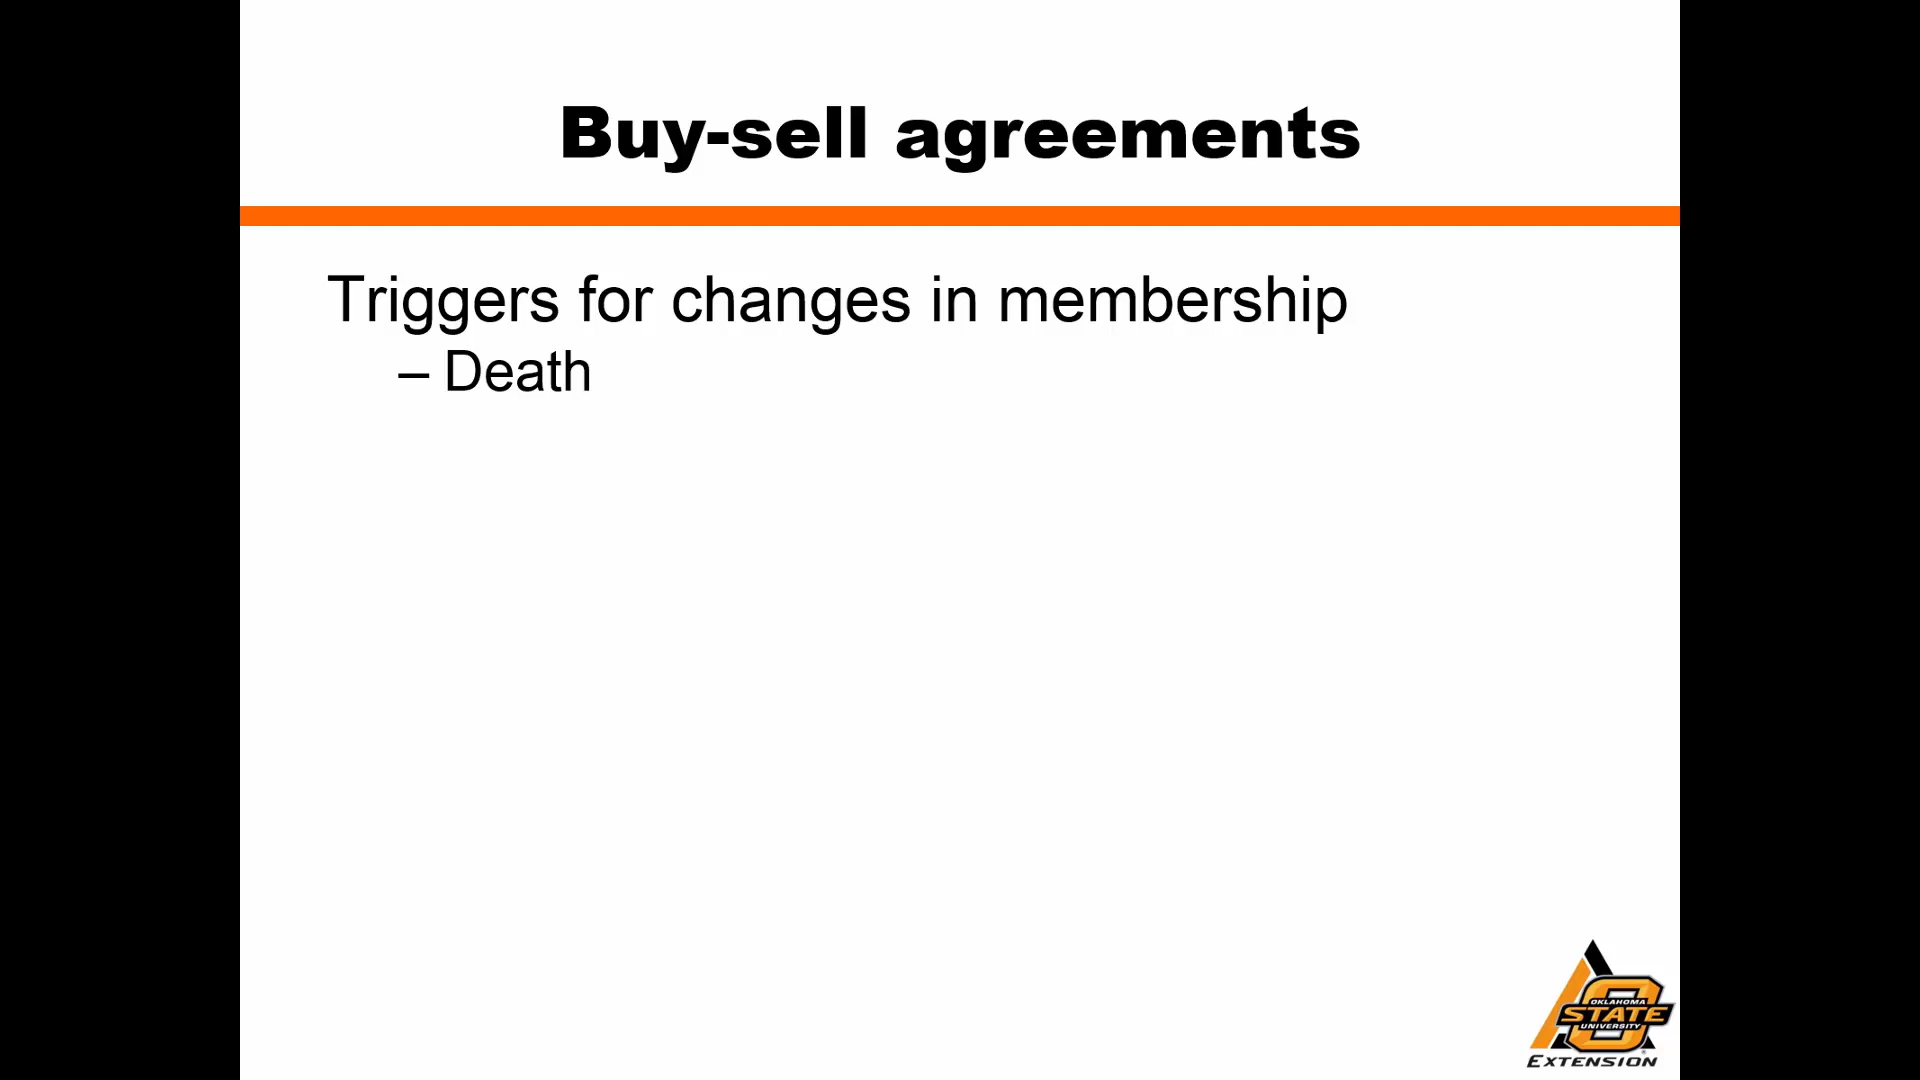 Buy-sell agreements
Triggers for changes in membership
– Death
OKLAHOMA
STATE
UNIVERSITY
EXTENSION